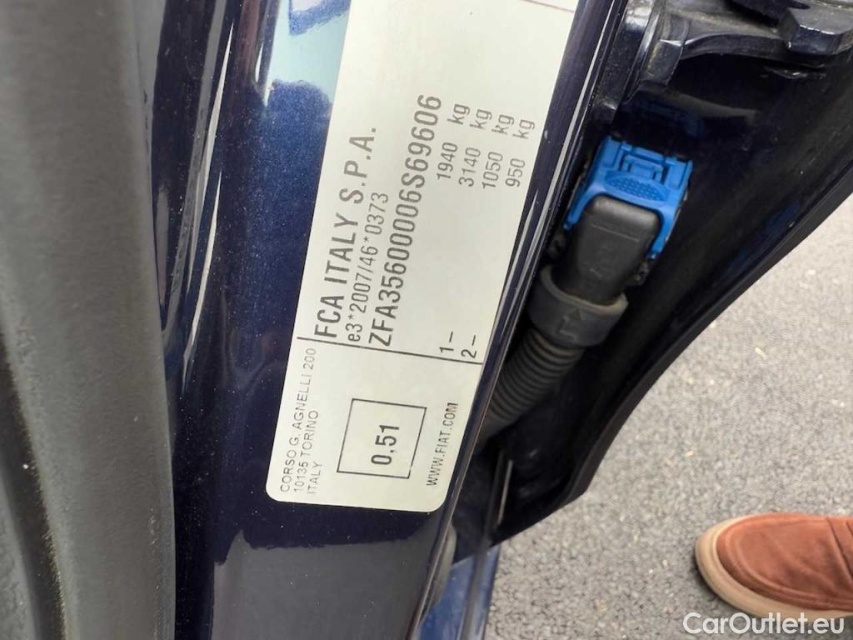 FCA ITALY S.P.A.
e3*2007/46*0373
ZFA35600006S69606
1940 kg
3140 kg
1– 1050 kg
2– 950 kg
CORSO G. AGNELLI 200
10135 TORINO
ITALY
0,51
WWW.FIAT.COM
CarOutlet.eu